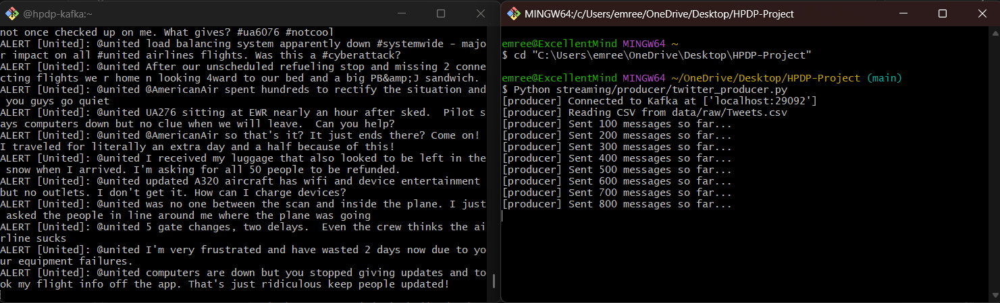 @hpdp-kafka:~
not once checked up on me. What gives? #ua6076 #notcool
ALERT [United]: @united load balancing system apparently down #systemwide - majo
r impact on all #united airlines flights. Was this a #cyberattack?
ALERT [United]: @united After our unscheduled refueling stop and missing 2 conne
cting flights we r home n looking 4ward to our bed and a big PB&amp;J sandwich.
ALERT [United]: @united @AmericanAir spent hundreds to rectify the situation and
 you guys go quiet
ALERT [United]: @united UA276 sitting at EWR nearly an hour after sked.  Pilot s
ays computers down but no clue when we will leave.  Can you help?
ALERT [United]: @united @AmericanAir so that's it? It just ends there? Come on!
I traveled for literally an extra day and a half because of this!
ALERT [United]: @united I received my luggage that also looked to be left in the
 snow when I arrived. I'm asking for all 50 people to be refunded.
ALERT [United]: @united updated A320 aircraft has wifi and device entertainment
but no outlets. I don't get it. How can I charge devices?
ALERT [United]: @united was no one between the scan and inside the plane. I just
 asked the people in line around me where the plane was going
ALERT [United]: @united 5 gate changes, two delays.  Even the crew thinks the ai
rline sucks
ALERT [United]: @united I'm very frustrated and have wasted 2 days now due to yo
ur equipment failures.
ALERT [United]: @united computers are down but you stopped giving updates and to
ok my flight info off the app. That's just ridiculous keep people updated!
MINGW64:/c/Users/emree/OneDrive/Desktop/HPDP-Project
emree@ExcellentMind MINGW64 ~
$ cd "C:\Users\emree\OneDrive\Desktop\HPDP-Project"
emree@ExcellentMind MINGW64 ~/OneDrive/Desktop/HPDP-Project (main)
$ Python streaming/producer/twitter_producer.py
[producer] Connected to Kafka at ['localhost:29092']
[producer] Reading CSV from data/raw/Tweets.csv
[producer] Sent 100 messages so far...
[producer] Sent 200 messages so far...
[producer] Sent 300 messages so far...
[producer] Sent 400 messages so far...
[producer] Sent 500 messages so far...
[producer] Sent 600 messages so far...
[producer] Sent 700 messages so far...
[producer] Sent 800 messages so far...